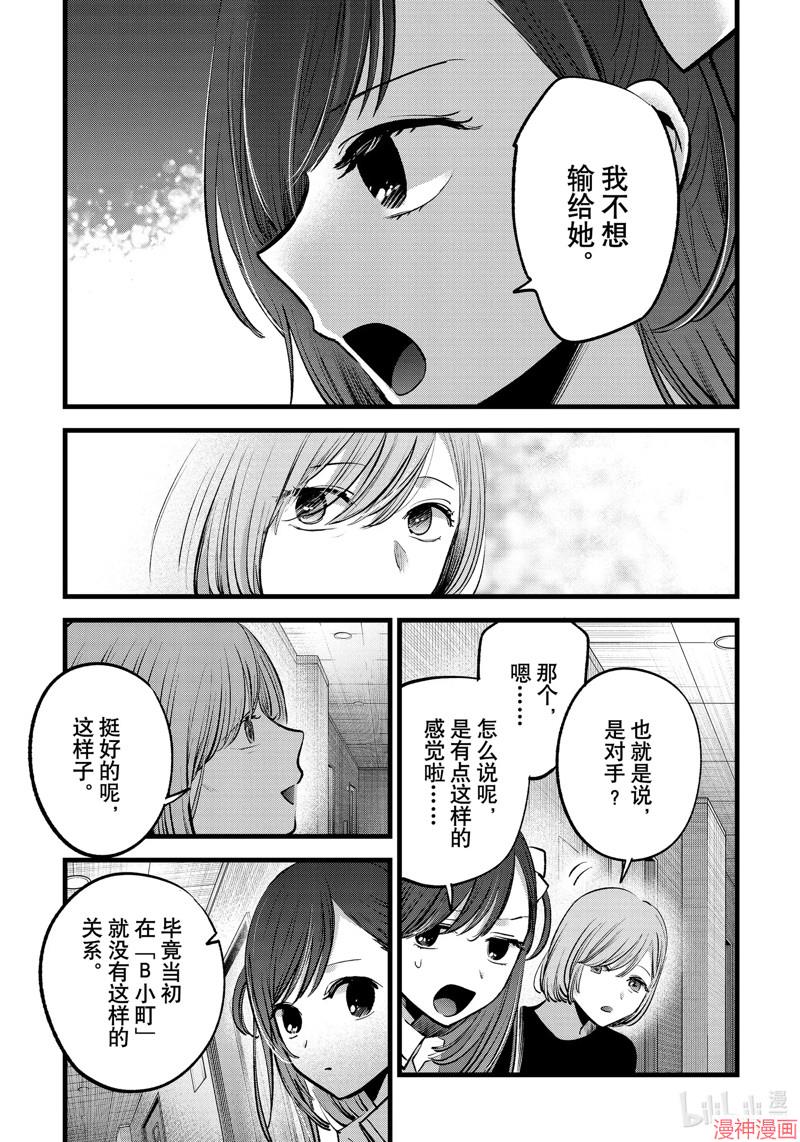 我不想
输给她。
也就是说，
是对手？
那个，
嗯……
怎么说呢，
是有点这样的
感觉啦……
挺好的呢，
这样子。
毕竟当初
在「B小町」
就没有这样的
关系。
bilibili 漫
漫神漫画